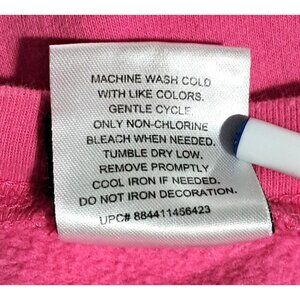 MACHINE WASH COLD
WITH LIKE COLORS.
GENTLE CYCLE
ONLY NON-CHLORINE
BLEACH WHEN NEEDED.
TUMBLE DRY LOW.
REMOVE PROMPTLY
COOL IRON IF NEEDED.
DO NOT IRON DECORATION.
UPC# 884411456423